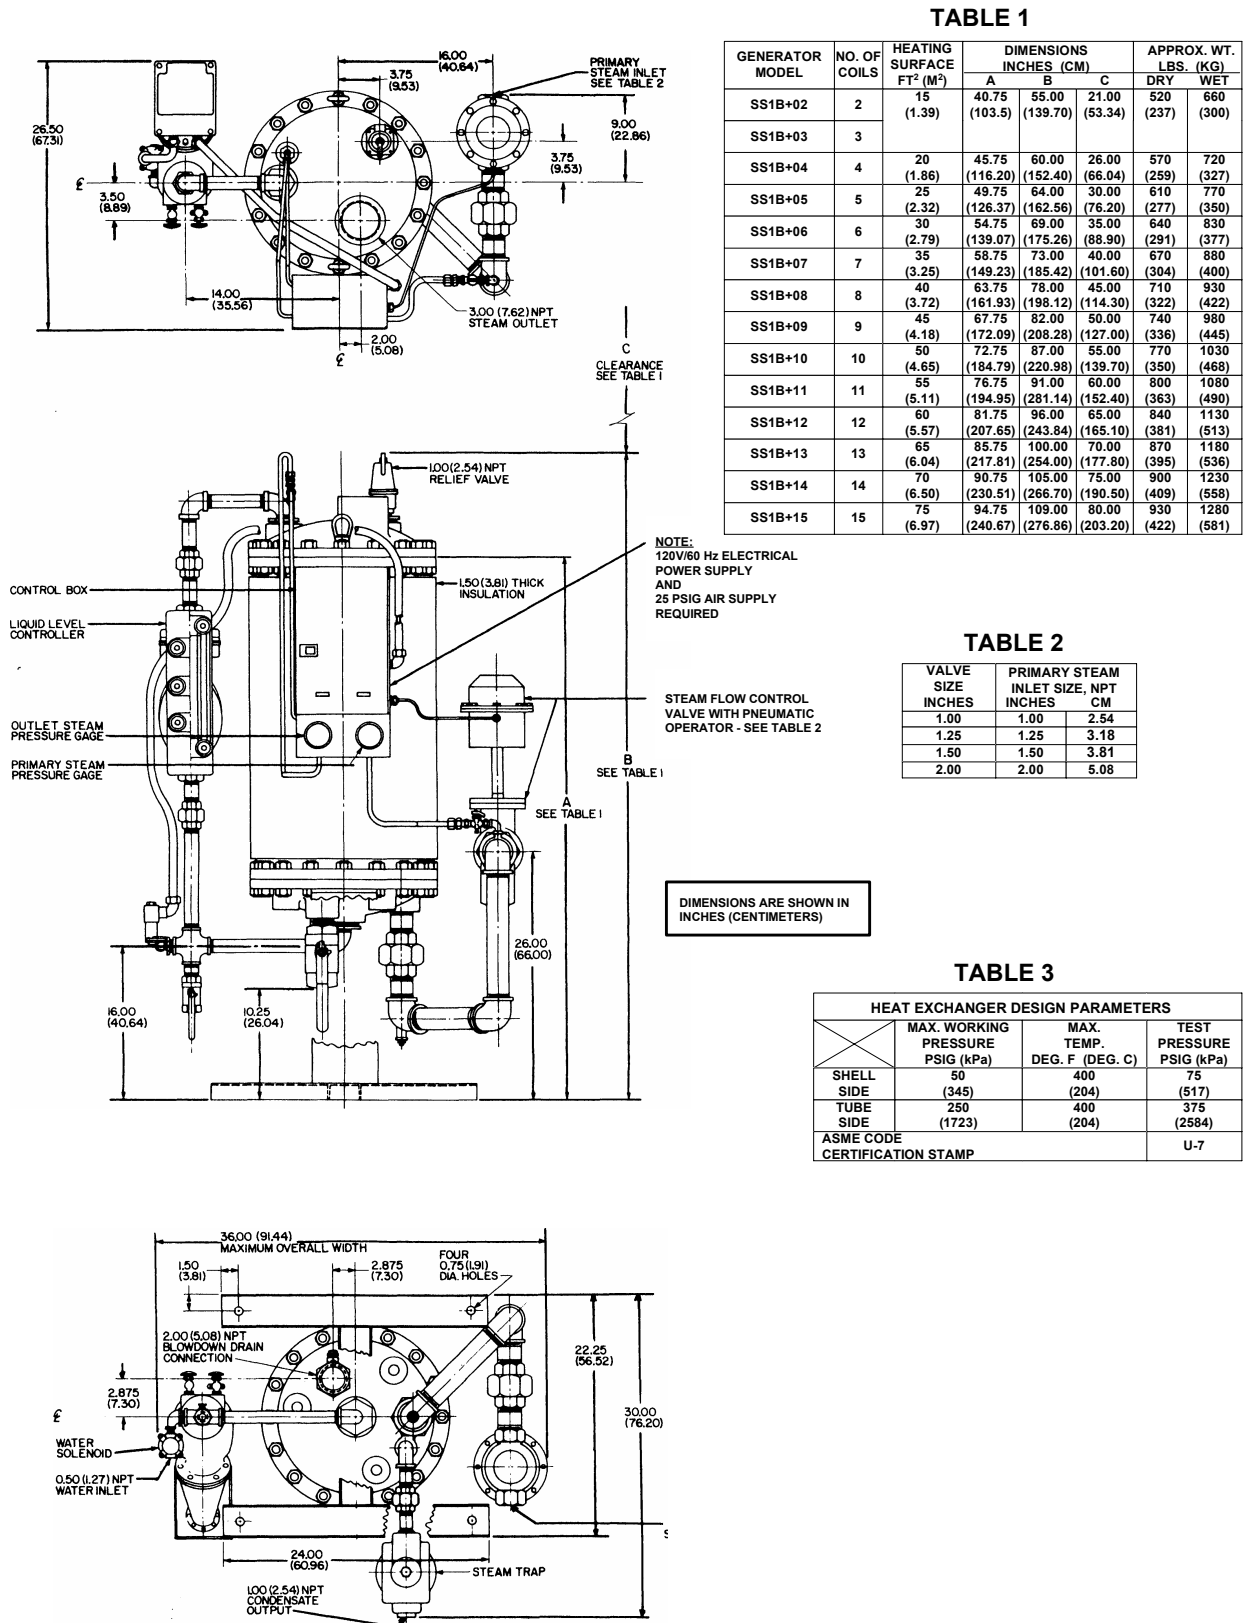 TABLE 1
GENERATOR MODEL | NO. OF COILS | HEATING SURFACE FT² (M²) | DIMENSIONS INCHES (CM) A B C | APPROX. WT. LBS. (KG) DRY WET
SS1B+02 2 15 40.75 55.00 21.00 520 660
(1.39) (103.5) (139.70) (53.34) (237) (300)
SS1B+03 3
SS1B+04 4 20 45.75 60.00 26.00 570 720
(1.86) (116.20) (152.40) (66.04) (259) (327)
SS1B+05 5 25 49.75 64.00 30.00 610 770
(2.32) (126.37) (162.56) (76.20) (277) (350)
SS1B+06 6 30 54.75 69.00 35.00 640 830
(2.79) (139.07) (175.26) (88.90) (291) (377)
SS1B+07 7 35 58.75 73.00 40.00 670 880
(3.25) (149.23) (185.42) (101.60) (304) (400)
SS1B+08 8 40 63.75 78.00 45.00 710 930
(3.72) (161.93) (198.12) (114.30) (322) (422)
SS1B+09 9 45 67.75 82.00 50.00 740 980
(4.18) (172.09) (208.28) (127.00) (336) (445)
SS1B+10 10 50 72.75 87.00 55.00 770 1030
(4.65) (184.79) (220.98) (139.70) (350) (468)
SS1B+11 11 55 76.75 91.00 60.00 800 1080
(5.11) (194.95) (281.14) (152.40) (363) (490)
SS1B+12 12 60 81.75 96.00 65.00 840 1130
(5.57) (207.65) (243.84) (165.10) (381) (513)
SS1B+13 13 65 85.75 100.00 70.00 870 1180
(6.04) (217.81) (254.00) (177.80) (395) (536)
SS1B+14 14 70 90.75 105.00 75.00 900 1230
(6.50) (230.51) (266.70) (190.50) (409) (558)
SS1B+15 15 75 94.75 109.00 80.00 930 1280
(6.97) (240.67) (276.86) (203.20) (422) (581)
16.00
(40.64)
3.75
(9.53)
PRIMARY
STEAM INLET
SEE TABLE 2
26.50
(67.31)
9.00
(22.86)
3.75
(9.53)
℄
3.50
(8.89)
14.00
(35.56)
3.00 (7.62) NPT
STEAM OUTLET
2.00
(5.08)
℄
C
CLEARANCE
SEE TABLE 1
1.00 (2.54) NPT
RELIEF VALVE
NOTE:
120V/60 Hz ELECTRICAL
POWER SUPPLY
AND
25 PSIG AIR SUPPLY
REQUIRED
CONTROL BOX
1.50 (3.81) THICK
INSULATION
LIQUID LEVEL
CONTROLLER
STEAM FLOW CONTROL
VALVE WITH PNEUMATIC
OPERATOR - SEE TABLE 2
OUTLET STEAM
PRESSURE GAGE
PRIMARY STEAM
PRESSURE GAGE
B
SEE TABLE 1
A
SEE TABLE 1
26.00
(66.00)
16.00
(40.64)
10.25
(26.04)
TABLE 2
VALVE SIZE INCHES | PRIMARY STEAM INLET SIZE, NPT INCHES CM
1.00 1.00 2.54
1.25 1.25 3.18
1.50 1.50 3.81
2.00 2.00 5.08
DIMENSIONS ARE SHOWN IN
INCHES (CENTIMETERS)
TABLE 3
HEAT EXCHANGER DESIGN PARAMETERS
MAX. WORKING PRESSURE PSIG (kPa) | MAX. TEMP. DEG. F (DEG. C) | TEST PRESSURE PSIG (kPa)
SHELL 50 400 75
SIDE (345) (204) (517)
TUBE 250 400 375
SIDE (1723) (204) (2584)
ASME CODE
CERTIFICATION STAMP U-7
36.00 (91.44)
MAXIMUM OVERALL WIDTH
1.50
(3.81)
2.875
(7.30)
FOUR
0.75 (1.91)
DIA. HOLES
2.00 (5.08) NPT
BLOWDOWN DRAIN
CONNECTION
22.25
(56.52)
2.875
(7.30)
℄
30.00
(76.20)
WATER
SOLENOID
0.50 (1.27) NPT
WATER INLET
24.00
(60.96)
STEAM TRAP
1.00 (2.54) NPT
CONDENSATE
OUTPUT